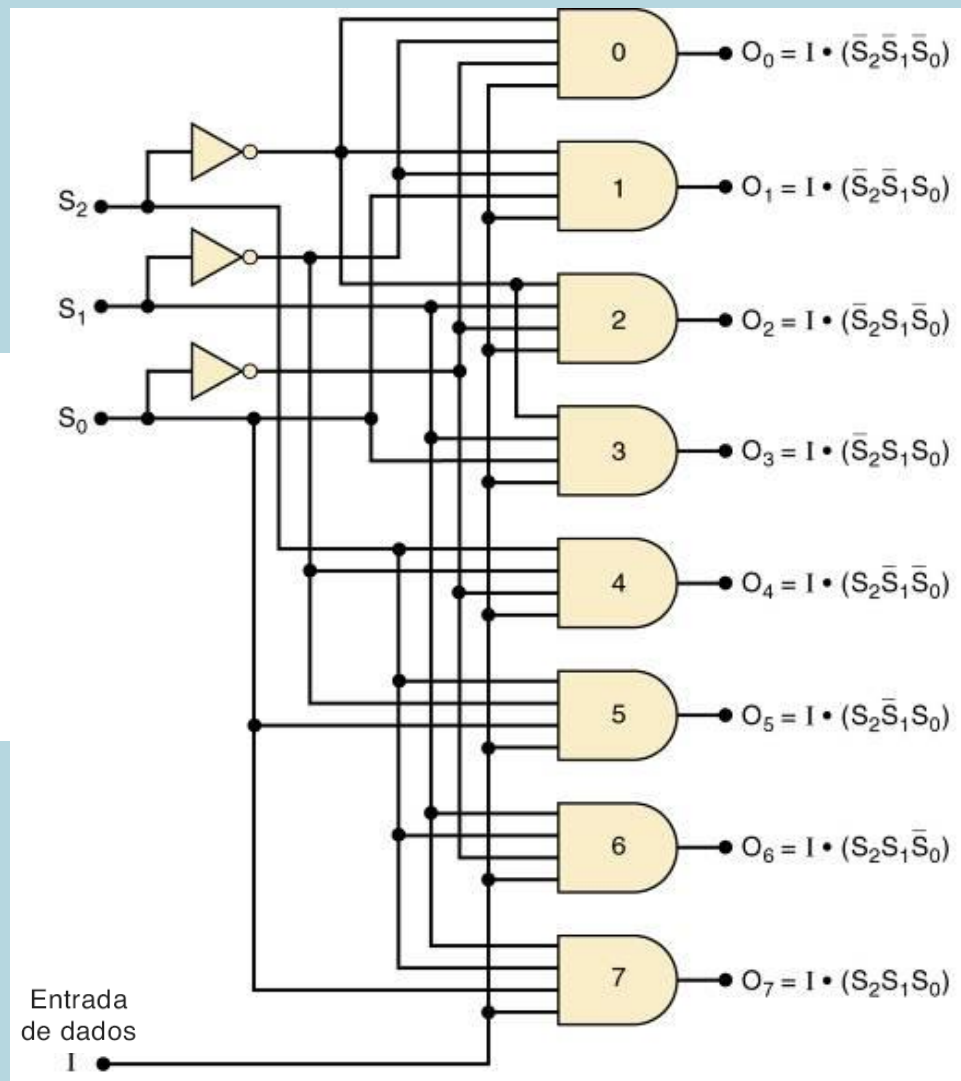 0 O₀ = I • (S̅₂S̅₁S̅₀)
1 O₁ = I • (S̅₂S̅₁S₀)
S₂
S₁
2 O₂ = I • (S̅₂S₁S̅₀)
S₀
3 O₃ = I • (S̅₂S₁S₀)
4 O₄ = I • (S₂S̅₁S̅₀)
5 O₅ = I • (S₂S̅₁S₀)
6 O₆ = I • (S₂S₁S̅₀)
7 O₇ = I • (S₂S₁S₀)
Entrada
de dados
I